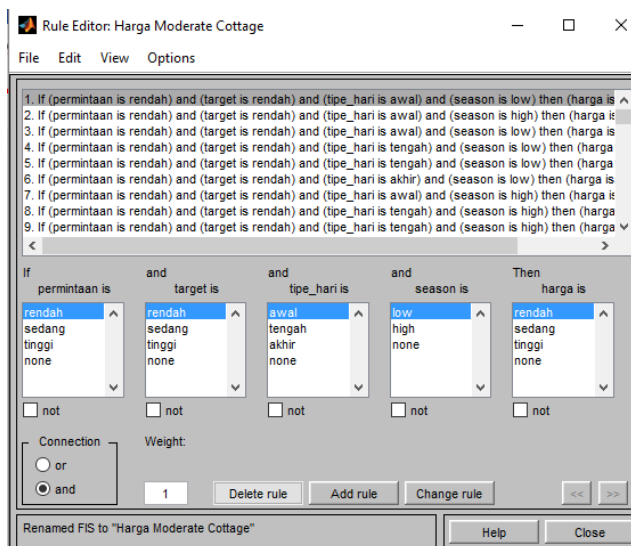 Rule Editor: Harga Moderate Cottage
File Edit View Options
1. If (permintaan is rendah) and (target is rendah) and (tipe_hari is awal) and (season is low) then (harga is
2. If (permintaan is rendah) and (target is rendah) and (tipe_hari is awal) and (season is high) then (harga is
3. If (permintaan is rendah) and (target is rendah) and (tipe_hari is awal) and (season is low) then (harga is
4. If (permintaan is rendah) and (target is rendah) and (tipe_hari is tengah) and (season is low) then (harga
5. If (permintaan is rendah) and (target is rendah) and (tipe_hari is tengah) and (season is low) then (harga
6. If (permintaan is rendah) and (target is rendah) and (tipe_hari is akhir) and (season is low) then (harga is
7. If (permintaan is rendah) and (target is rendah) and (tipe_hari is awal) and (season is high) then (harga is
8. If (permintaan is rendah) and (target is rendah) and (tipe_hari is tengah) and (season is high) then (harga
9. If (permintaan is rendah) and (target is rendah) and (tipe_hari is tengah) and (season is high) then (harga
If and and and Then
permintaan is target is tipe_hari is season is harga is
rendah rendah awal low rendah
sedang sedang tengah high sedang
tinggi tinggi akhir none tinggi
none none none none
not not not not not
Connection Weight:
or
and 1 Delete rule Add rule Change rule << >>
Renamed FIS to "Harga Moderate Cottage" Help Close